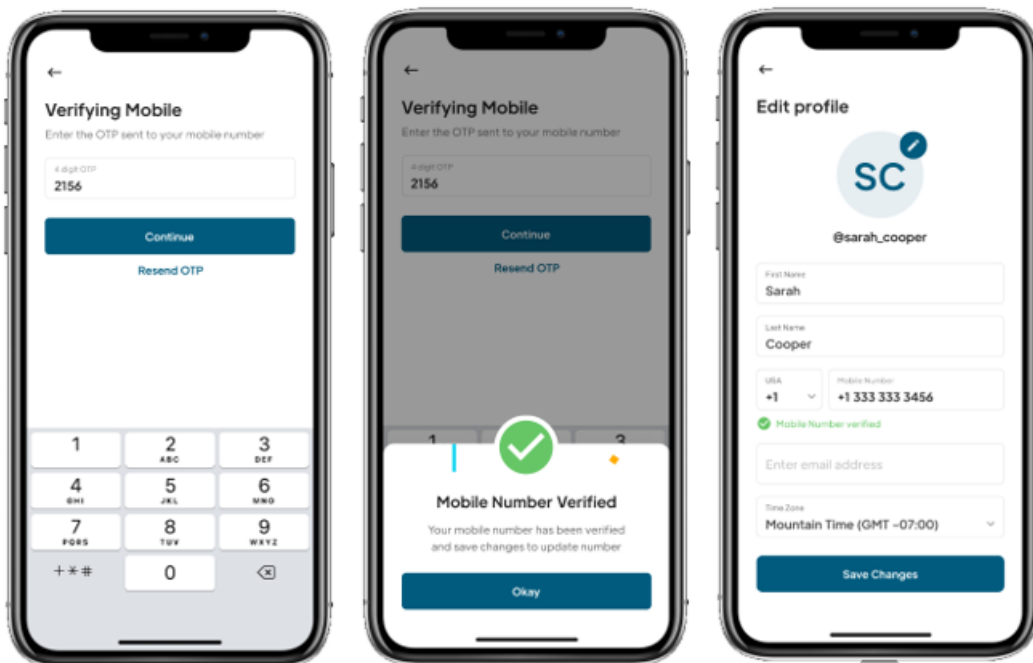 Verifying Mobile
Enter the OTP sent to your mobile number
4 digit OTP
2156
Continue
Resend OTP
1
2
ABC
3
DEF
4
GHI
5
JKL
6
MNO
7
PQRS
8
TUV
9
WXYZ
+*#
0
Verifying Mobile
Enter the OTP sent to your mobile number
4 digit OTP
2156
Continue
Resend OTP
1
3
Mobile Number Verified
Your mobile number has been verified
and save changes to update number
Okay
Edit profile
SC
@sarah_cooper
First Name
Sarah
Last Name
Cooper
USA
+1
Mobile Number
+1 333 333 3456
Mobile Number verified
Enter email address
Time Zone
Mountain Time (GMT -07:00)
Save Changes